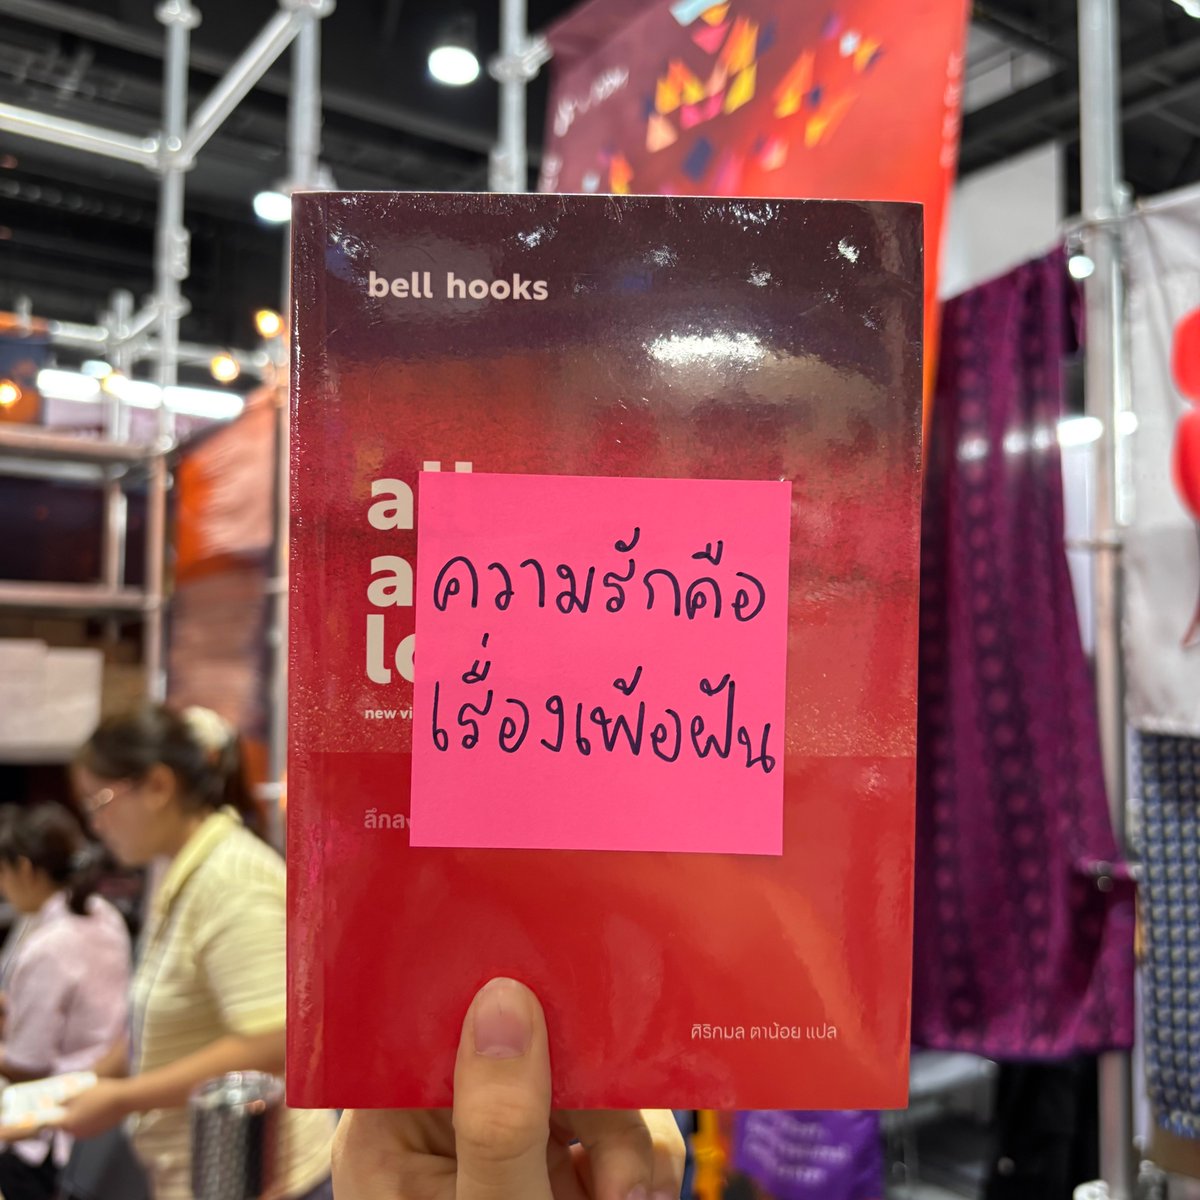 bell hooks
ความรักคือ
เรื่องเพ้อฝัน
new
ศิริกมล ตาน้อย แปล